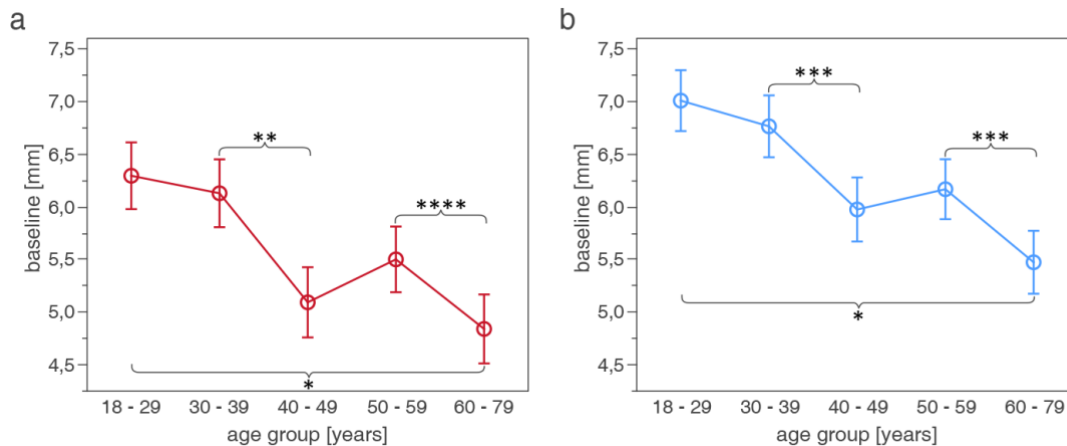 a
baseline [mm]
7,5
7,0
6,5
6,0
5,5
5,0
4,5
**
****
*
18 - 29 30 - 39 40 - 49 50 - 59 60 - 79
age group [years]
b
baseline [mm]
7,5
7,0
6,5
6,0
5,5
5,0
4,5
***
***
*
18 - 29 30 - 39 40 - 49 50 - 59 60 - 79
age group [years]